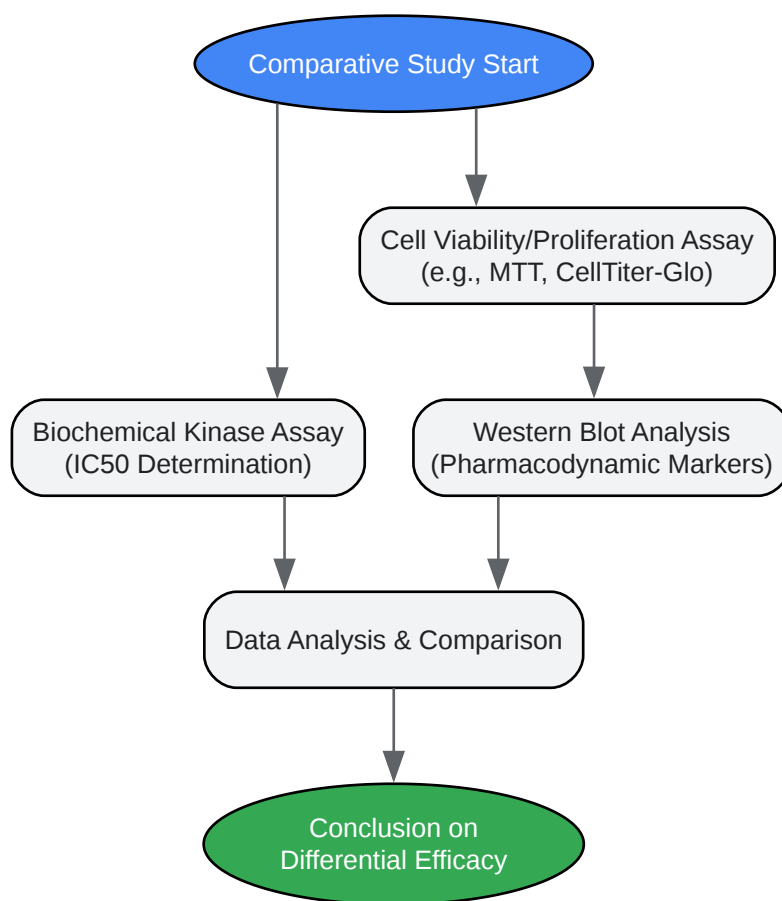 Comparative Study Start
Cell Viability/Proliferation Assay
(e.g., MTT, CellTiter-Glo)
Biochemical Kinase Assay
(IC50 Determination)
Western Blot Analysis
(Pharmacodynamic Markers)
Data Analysis & Comparison
Conclusion on
Differential Efficacy